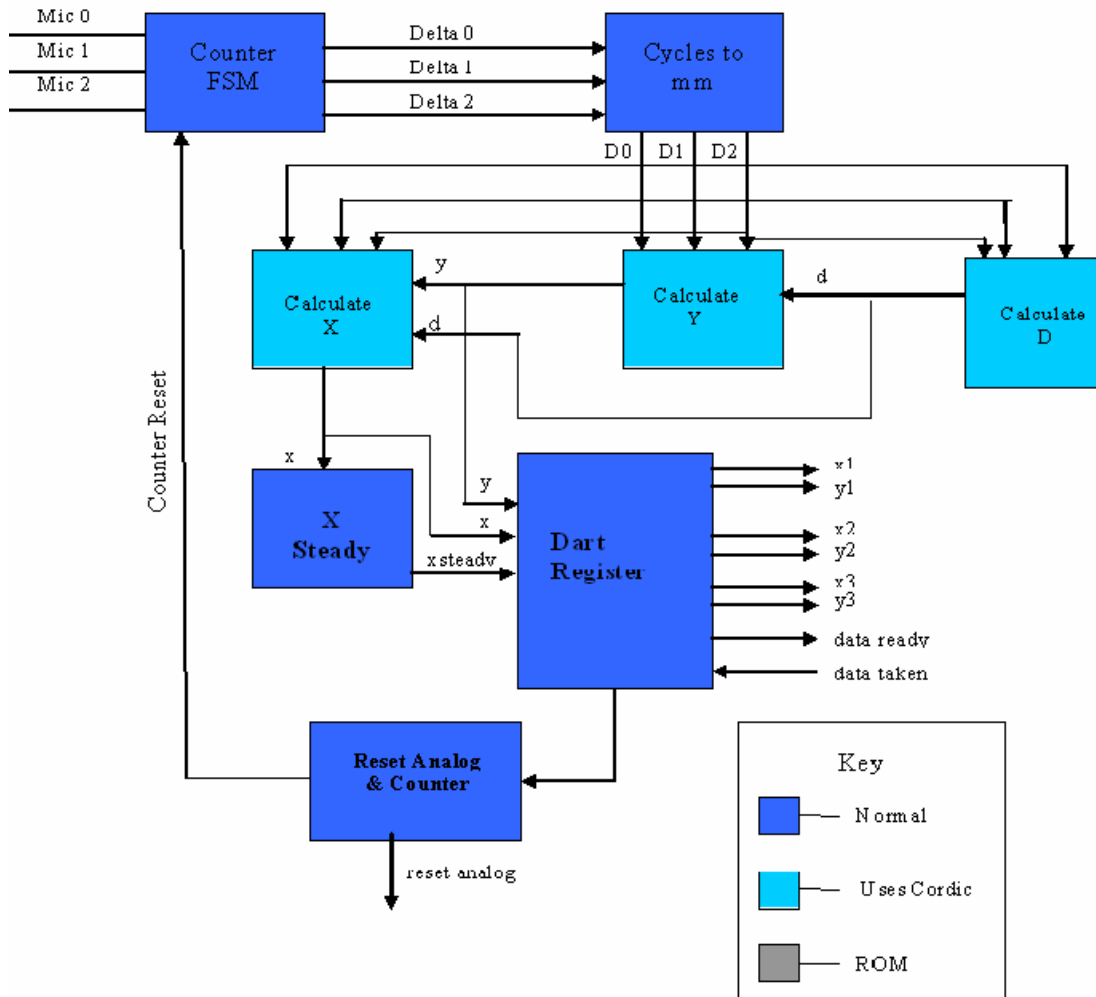 Mic 0
Mic 1
Mic 2
Counter
FSM
Delta 0
Delta 1
Delta 2
Cycles to
mm
D0
D1
D2
Calculate
X
y
d
Calculate
Y
d
Calculate
D
Counter Reset
x
X
Steady
y
x
x steady
Dart
Register
x1
y1
x2
y2
x3
y3
data ready
data taken
Reset Analog
& Counter
reset analog
Key
Normal
Uses Cordic
ROM